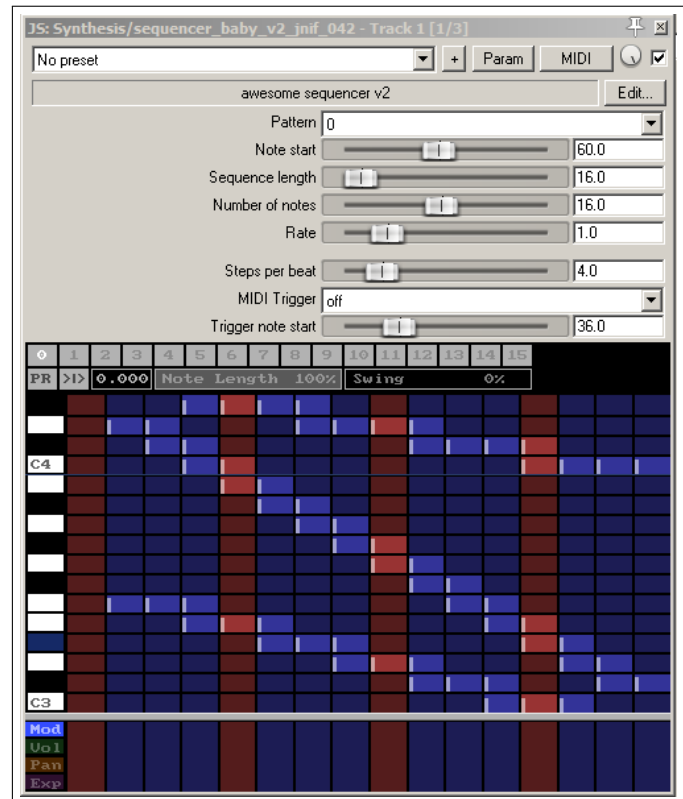 JS: Synthesis/sequencer_baby_v2_jnif_042 - Track 1 [1/3]
No preset + Param MIDI
awesome sequencer v2 Edit...
Pattern 0
Note start 60.0
Sequence length 16.0
Number of notes 16.0
Rate 1.0
Steps per beat 4.0
MIDI Trigger off
Trigger note start 36.0
0 1 2 3 4 5 6 7 8 9 10 11 12 13 14 15
PR >I> 0.000 Note Length 100% Swing 0%
C4
C3
Mod
Vol
Pan
Exp